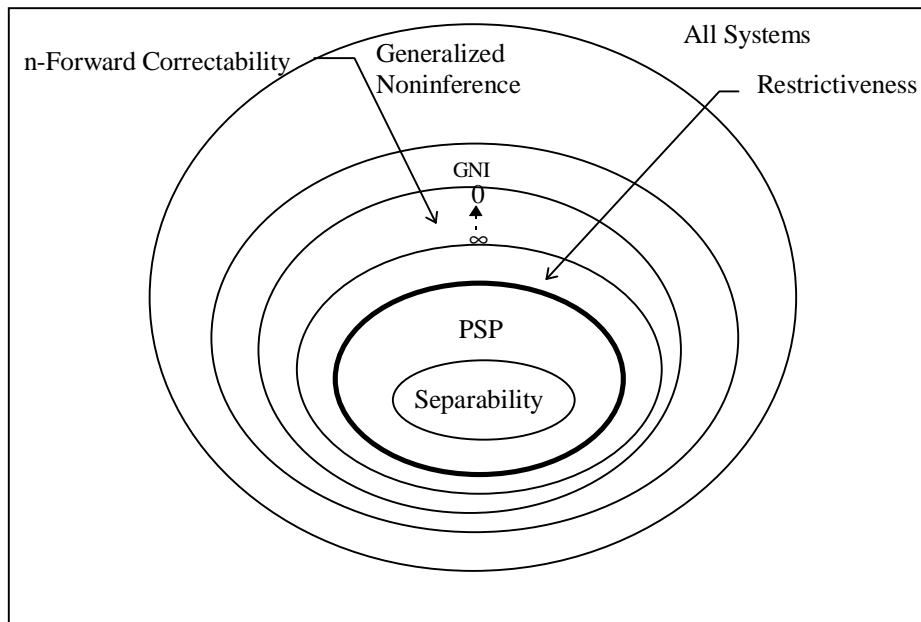 All Systems
n-Forward Correctability
Generalized
Noninference
Restrictiveness
GNI
0
∞
PSP
Separability